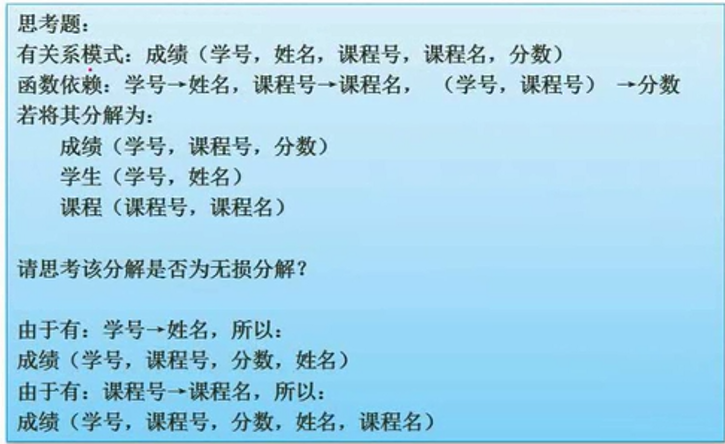 思考题：
有关系模式：成绩（学号，姓名，课程号，课程名，分数）
函数依赖：学号→姓名，课程号→课程名，（学号，课程号）→分数
若将其分解为：
成绩（学号，课程号，分数）
学生（学号，姓名）
课程（课程号，课程名）
请思考该分解是否为无损分解？
由于有：学号→姓名，所以：
成绩（学号，课程号，分数，姓名）
由于有：课程号→课程名，所以：
成绩（学号，课程号，分数，姓名，课程名）